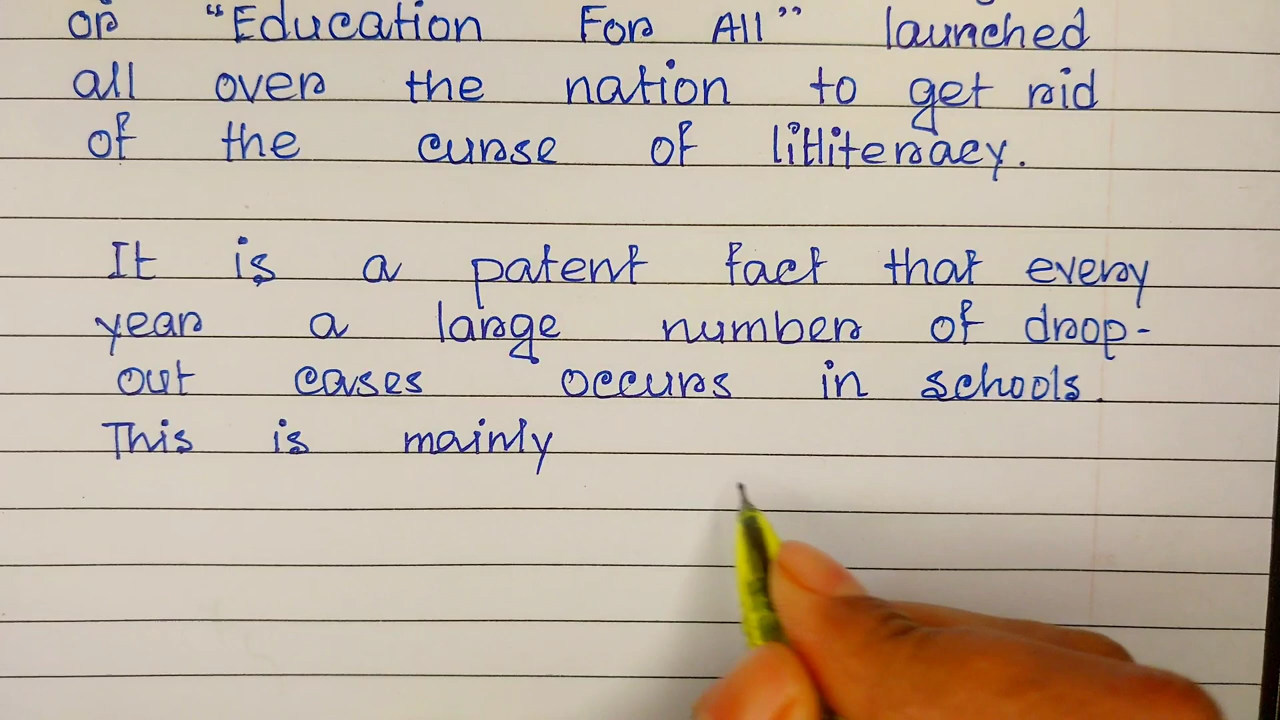 or “Education For All” launched
all over the nation to get rid
of the curse of litliteracy.
It is a patent fact that every
year a large number of drop-
out cases occurs in schools.
This is mainly